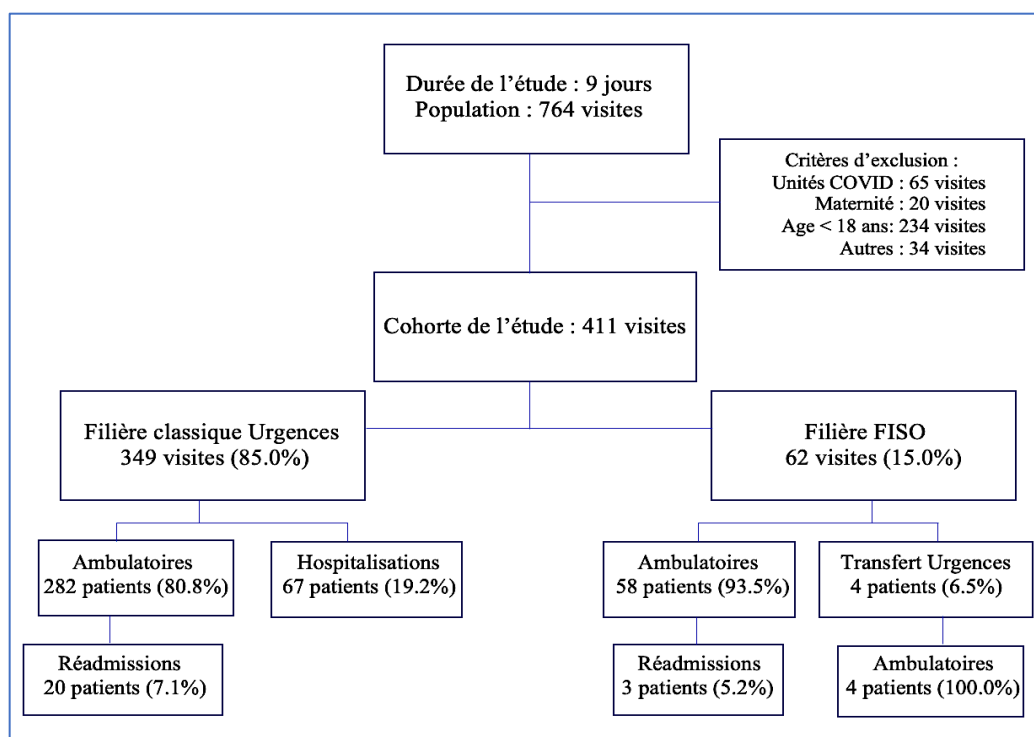 Durée de l’étude : 9 jours
Population : 764 visites
Critères d’exclusion :
Unités COVID : 65 visites
Maternité : 20 visites
Age < 18 ans: 234 visites
Autres : 34 visites
Cohorte de l’étude : 411 visites
Filière classique Urgences
349 visites (85.0%)
Filière FISO
62 visites (15.0%)
Ambulatoires
282 patients (80.8%)
Hospitalisations
67 patients (19.2%)
Ambulatoires
58 patients (93.5%)
Transfert Urgences
4 patients (6.5%)
Réadmissions
20 patients (7.1%)
Réadmissions
3 patients (5.2%)
Ambulatoires
4 patients (100.0%)